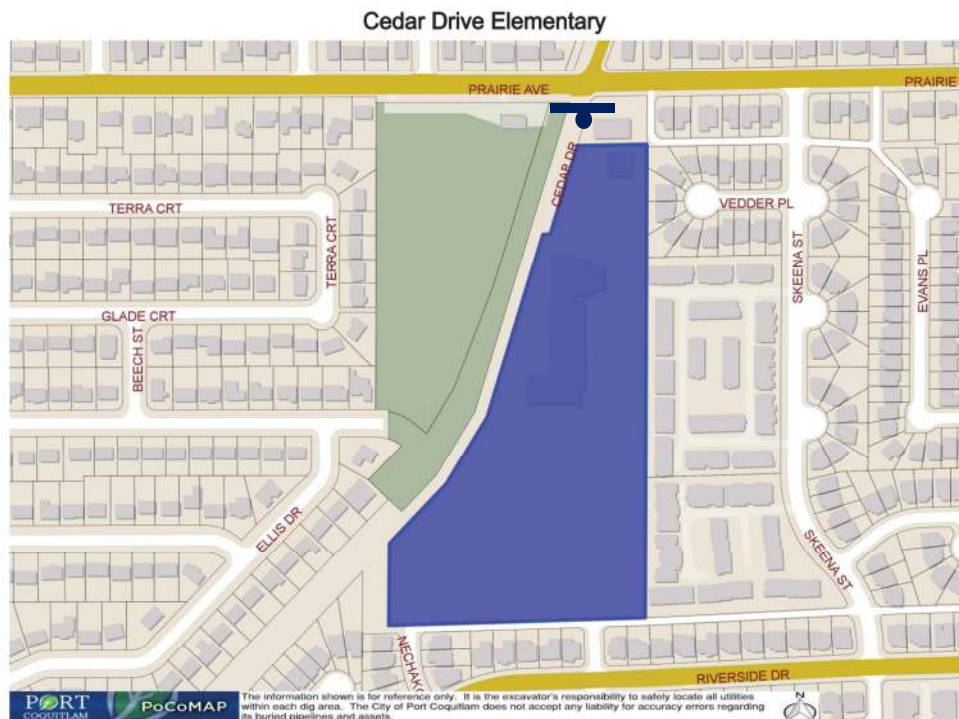 Cedar Drive Elementary
PRAIRIE AVE
PRAIRIE
CEDAR DR
TERRA CRT
TERRA CRT
VEDDER PL
SKEENA ST
EVANS PL
GLADE CRT
BEECH ST
ELLIS DR
SKEENA ST
NECHAKO
RIVERSIDE DR
PORT
COQUITLAM
PoCoMAP
The information shown is for reference only. It is the excavator's responsibility to safely locate all utilities
within each dig area. The City of Port Coquitlam does not accept any liability for accuracy errors regarding
its buried pipelines and assets.
N